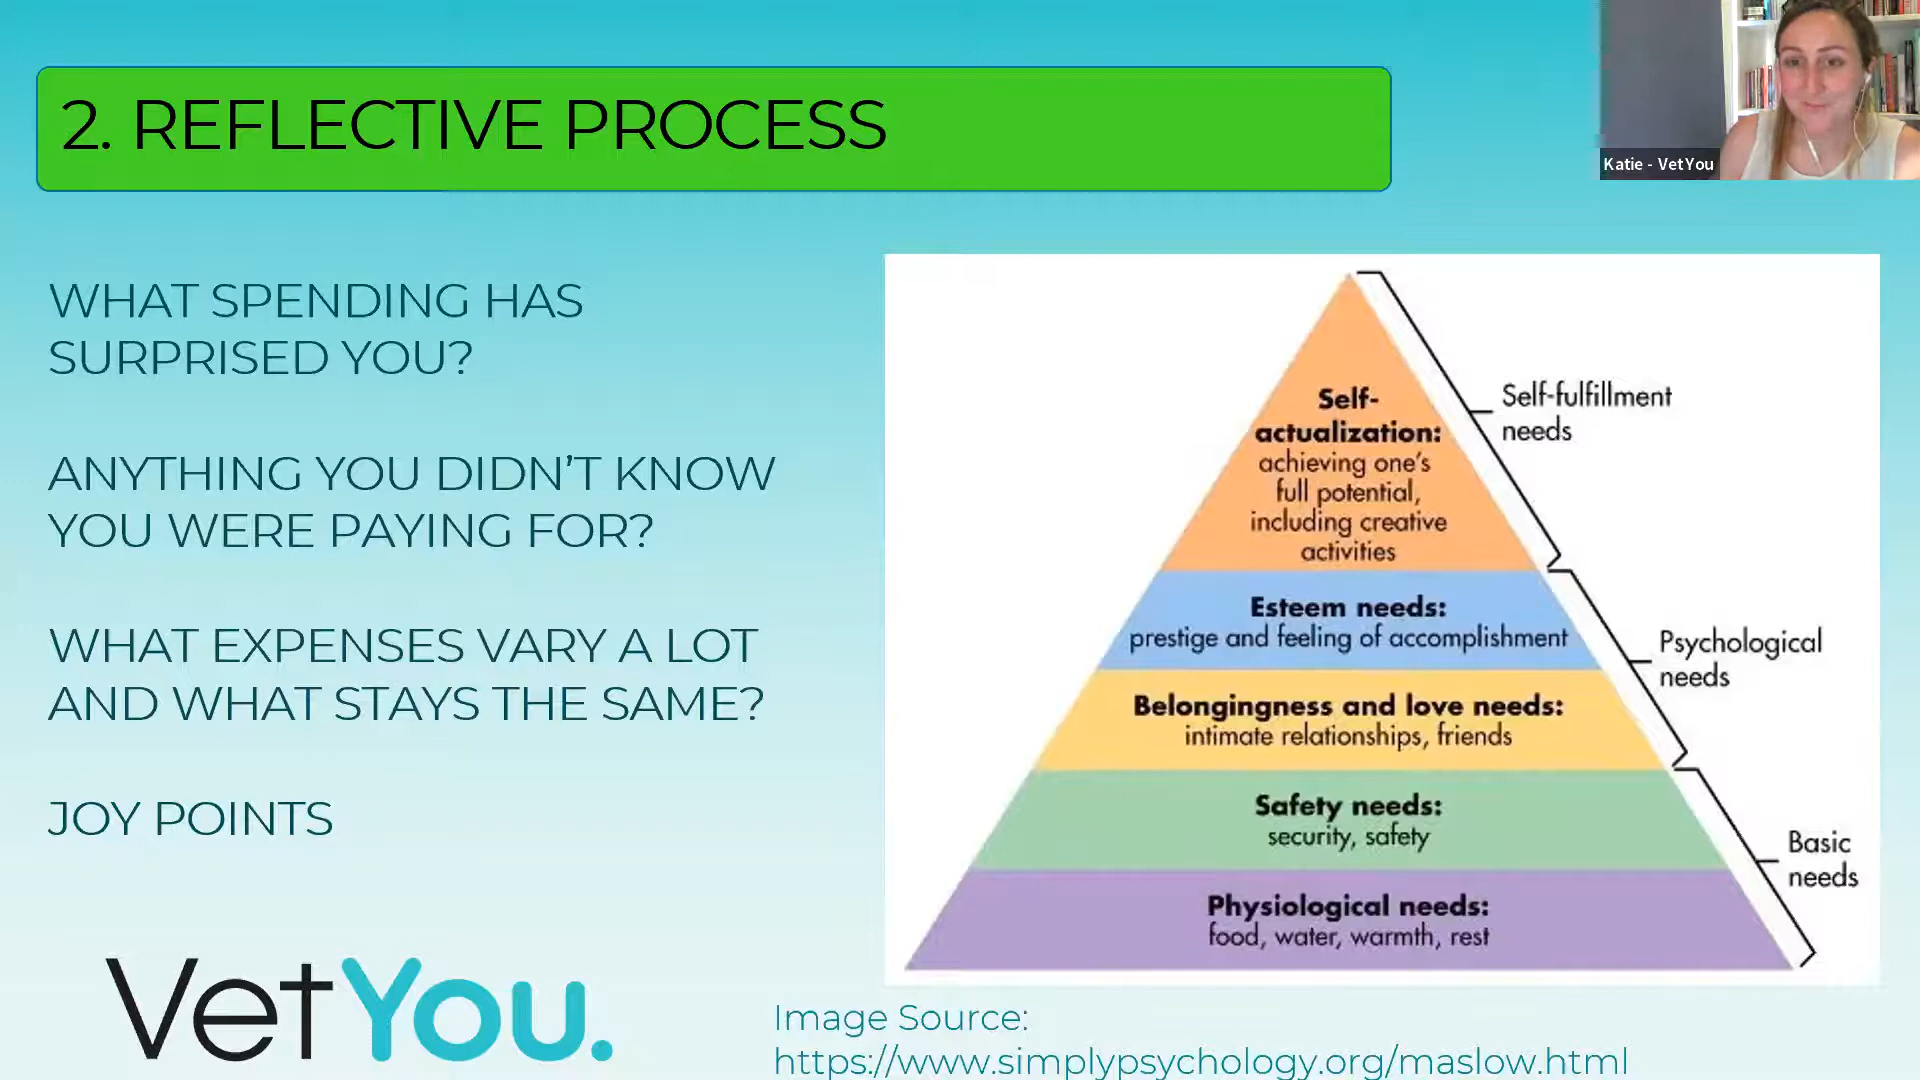 2. REFLECTIVE PROCESS
Katie - VetYou
WHAT SPENDING HAS
SURPRISED YOU?
ANYTHING YOU DIDN'T KNOW
YOU WERE PAYING FOR?
WHAT EXPENSES VARY A LOT
AND WHAT STAYS THE SAME?
JOY POINTS
Self-
actualization:
achieving one's
full potential,
including creative
activities
Esteem needs:
prestige and feeling of accomplishment
Belongingness and love needs:
intimate relationships, friends
Safety needs:
security, safety
Physiological needs:
food, water, warmth, rest
Self-fulfillment
needs
Psychological
needs
Basic
needs
VetYou.
Image Source:
https://www.simplypsychology.org/maslow.html